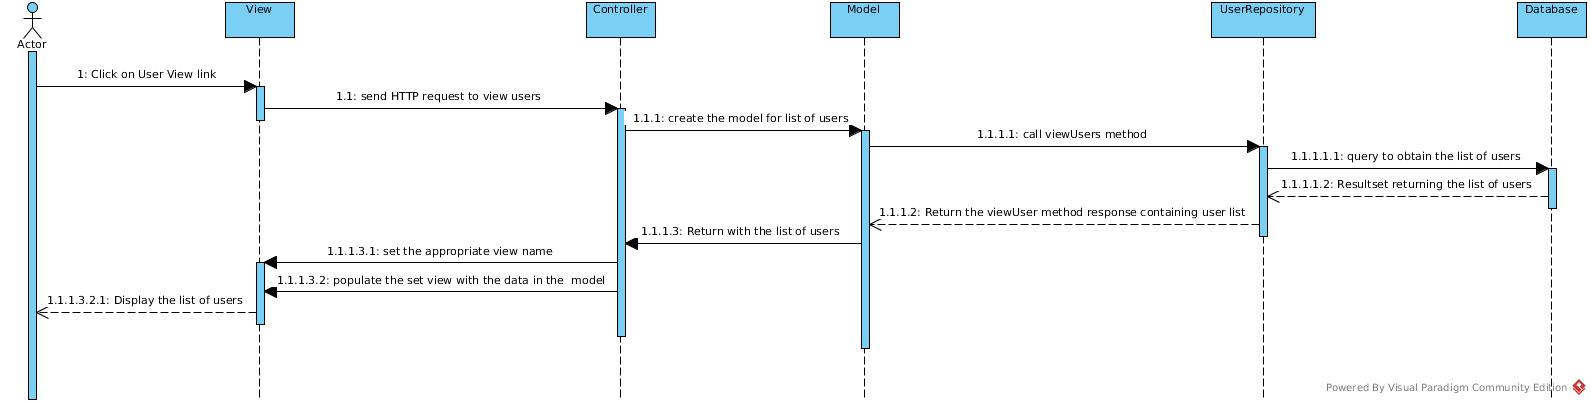 View
Controller
Model
UserRepository
Database
Actor
1: Click on User View link
1.1: send HTTP request to view users
1.1.1: create the model for list of users
1.1.1.1: call viewUsers method
1.1.1.1.1: query to obtain the list of users
1.1.1.1.2: Resultset returning the list of users
1.1.1.2: Return the viewUser method response containing user list
1.1.1.3: Return with the list of users
1.1.1.3.1: set the appropriate view name
1.1.1.3.2: populate the set view with the data in the  model
1.1.1.3.2.1: Display the list of users
Powered By Visual Paradigm Community Edition